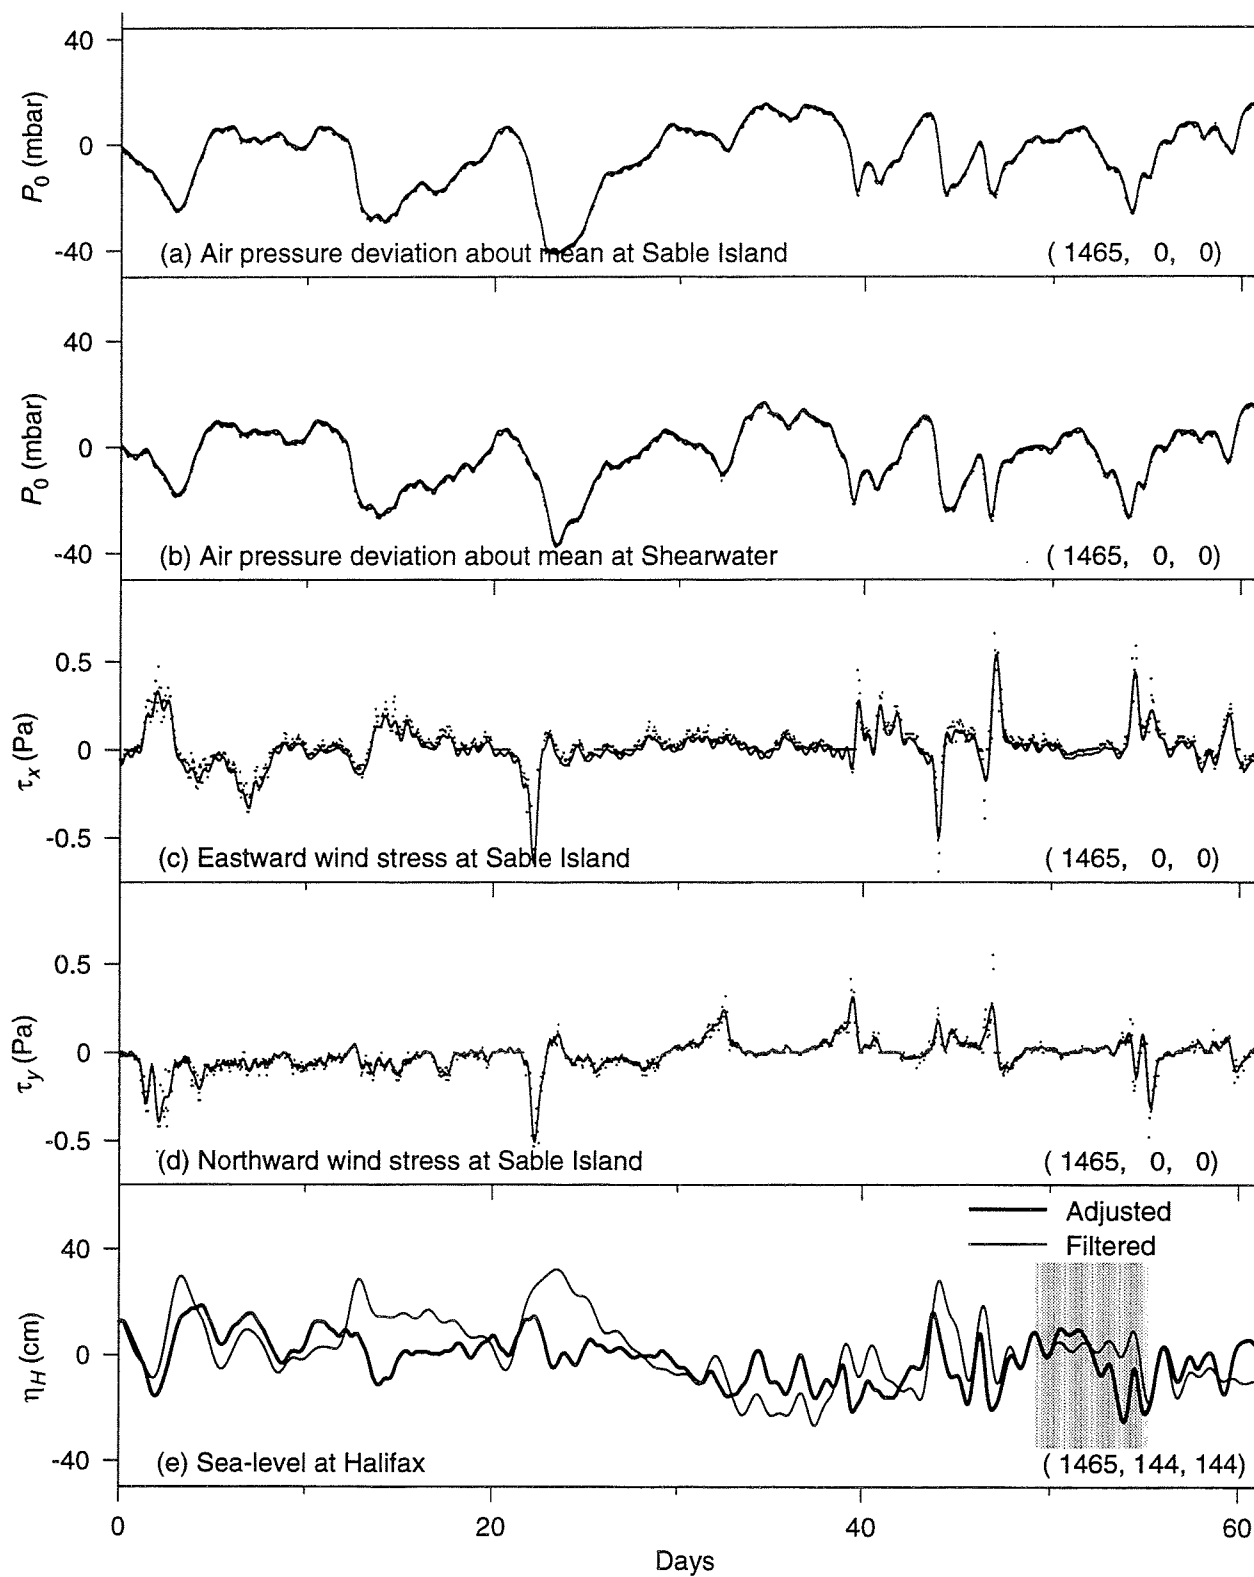 40
0
-40
P0 (mbar)
(a) Air pressure deviation about mean at Sable Island
( 1465, 0, 0)
40
0
-40
P0 (mbar)
(b) Air pressure deviation about mean at Shearwater
( 1465, 0, 0)
0.5
0
-0.5
τx (Pa)
(c) Eastward wind stress at Sable Island
( 1465, 0, 0)
0.5
0
-0.5
τy (Pa)
(d) Northward wind stress at Sable Island
( 1465, 0, 0)
Adjusted
Filtered
40
0
-40
ηH (cm)
(e) Sea-level at Halifax
( 1465, 144, 144)
0 20 40 60
Days